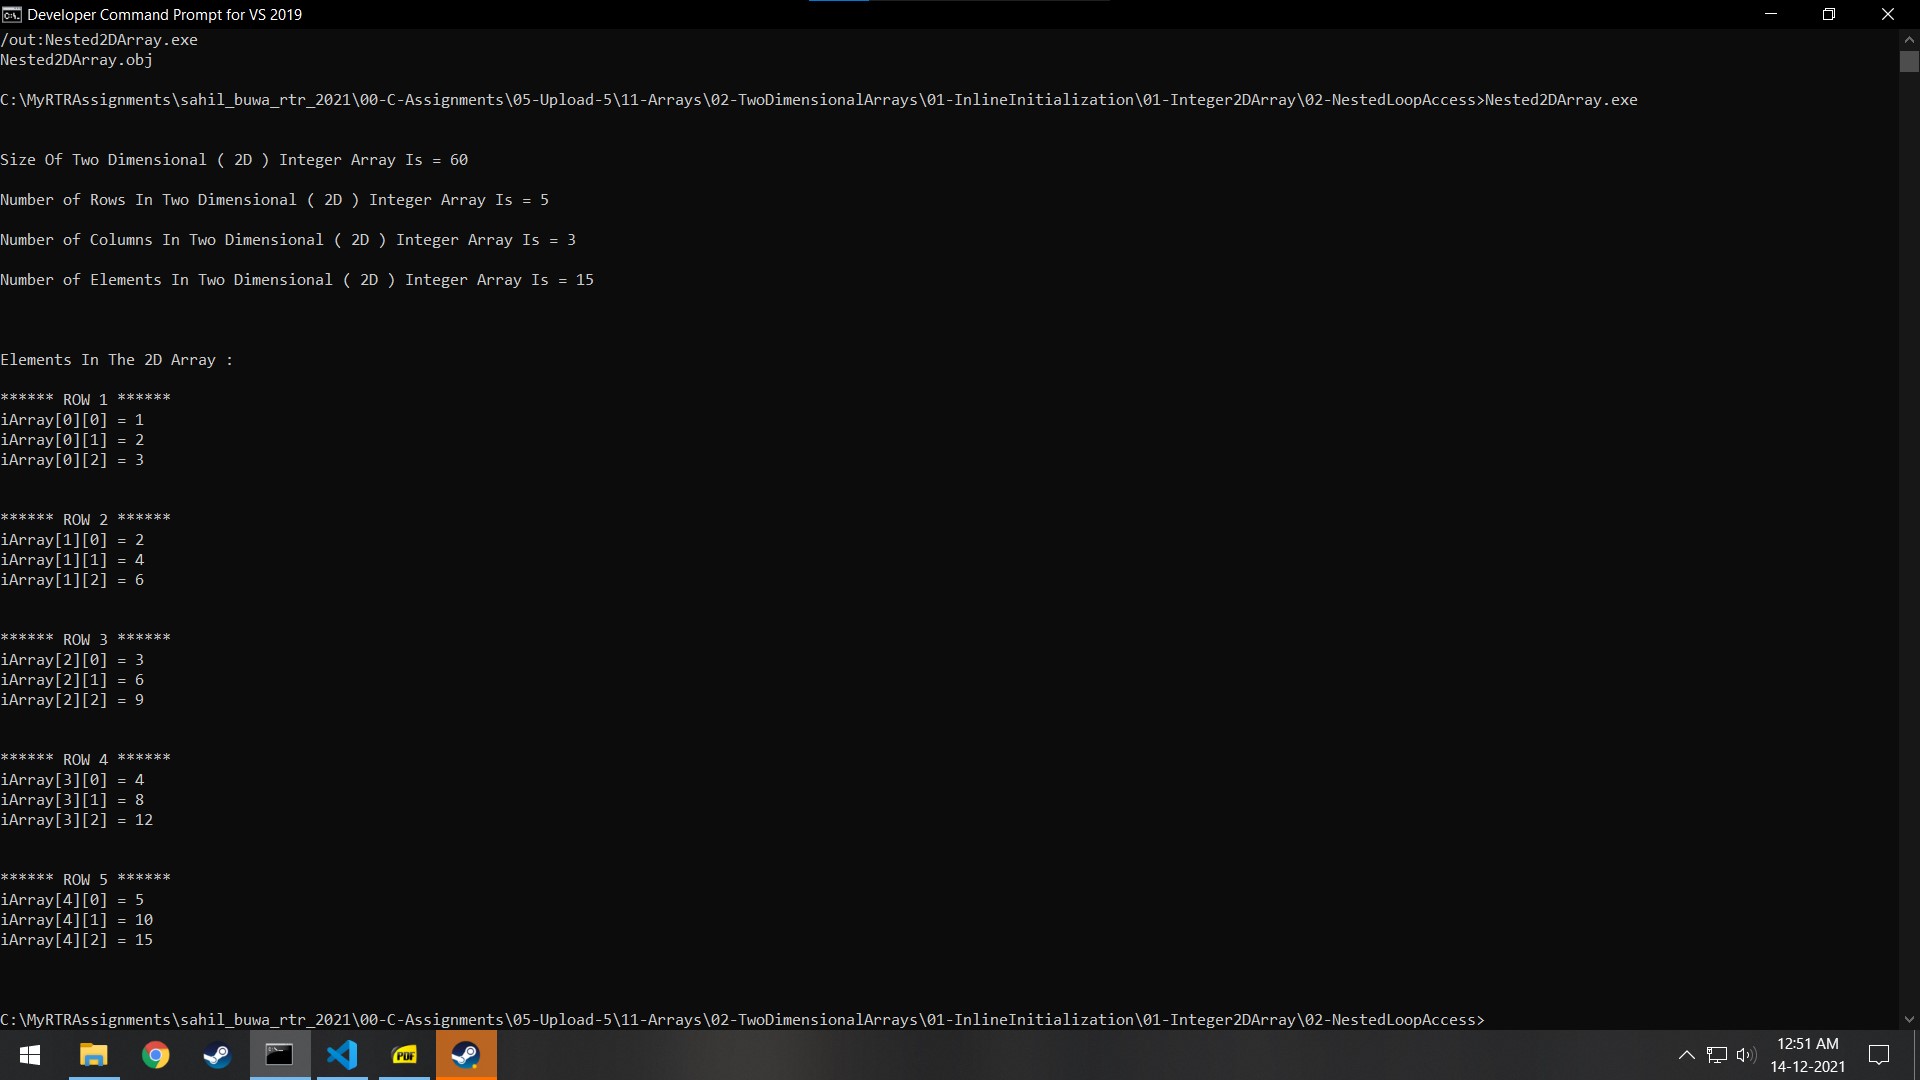 Developer Command Prompt for VS 2019
/out:Nested2DArray.exe
Nested2DArray.obj
C:\MyRTRAssignments\sahil_buwa_rtr_2021\00-C-Assignments\05-Upload-5\11-Arrays\02-TwoDimensionalArrays\01-InlineInitialization\01-Integer2DArray\02-NestedLoopAccess>Nested2DArray.exe
Size Of Two Dimensional ( 2D ) Integer Array Is = 60
Number of Rows In Two Dimensional ( 2D ) Integer Array Is = 5
Number of Columns In Two Dimensional ( 2D ) Integer Array Is = 3
Number of Elements In Two Dimensional ( 2D ) Integer Array Is = 15
Elements In The 2D Array :
****** ROW 1 ******
iArray[0][0] = 1
iArray[0][1] = 2
iArray[0][2] = 3
****** ROW 2 ******
iArray[1][0] = 2
iArray[1][1] = 4
iArray[1][2] = 6
****** ROW 3 ******
iArray[2][0] = 3
iArray[2][1] = 6
iArray[2][2] = 9
****** ROW 4 ******
iArray[3][0] = 4
iArray[3][1] = 8
iArray[3][2] = 12
****** ROW 5 ******
iArray[4][0] = 5
iArray[4][1] = 10
iArray[4][2] = 15
C:\MyRTRAssignments\sahil_buwa_rtr_2021\00-C-Assignments\05-Upload-5\11-Arrays\02-TwoDimensionalArrays\01-InlineInitialization\01-Integer2DArray\02-NestedLoopAccess>
PDF
12:51 AM
14-12-2021